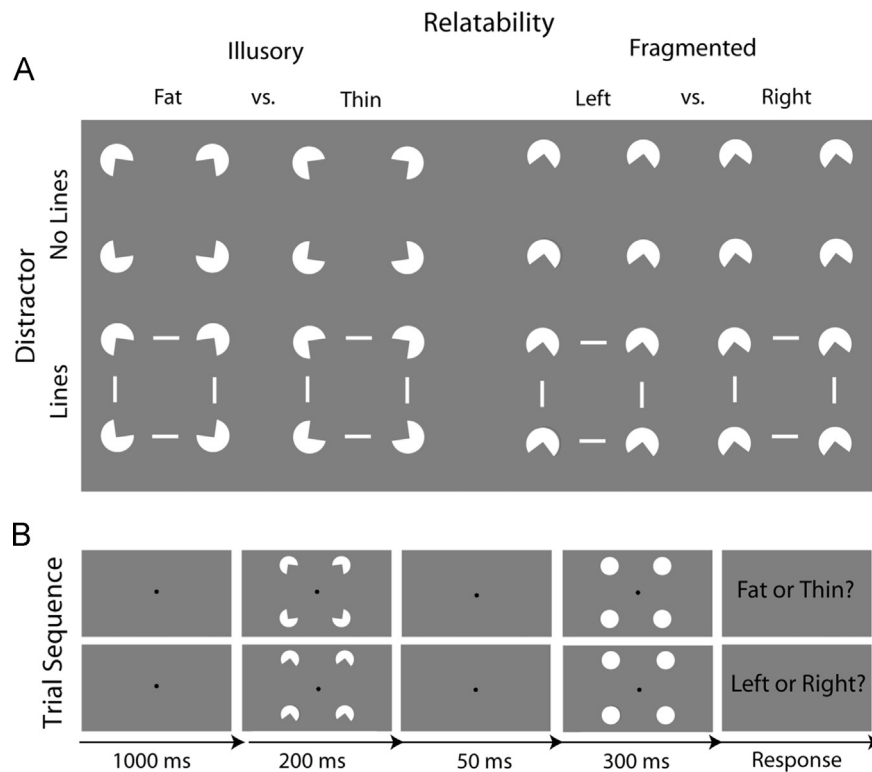 Relatability
A
Illusory
Fragmented
Fat vs. Thin
Left vs. Right
Distractor
No Lines
Lines
B
Trial Sequence
Fat or Thin?
Left or Right?
1000 ms 200 ms 50 ms 300 ms Response